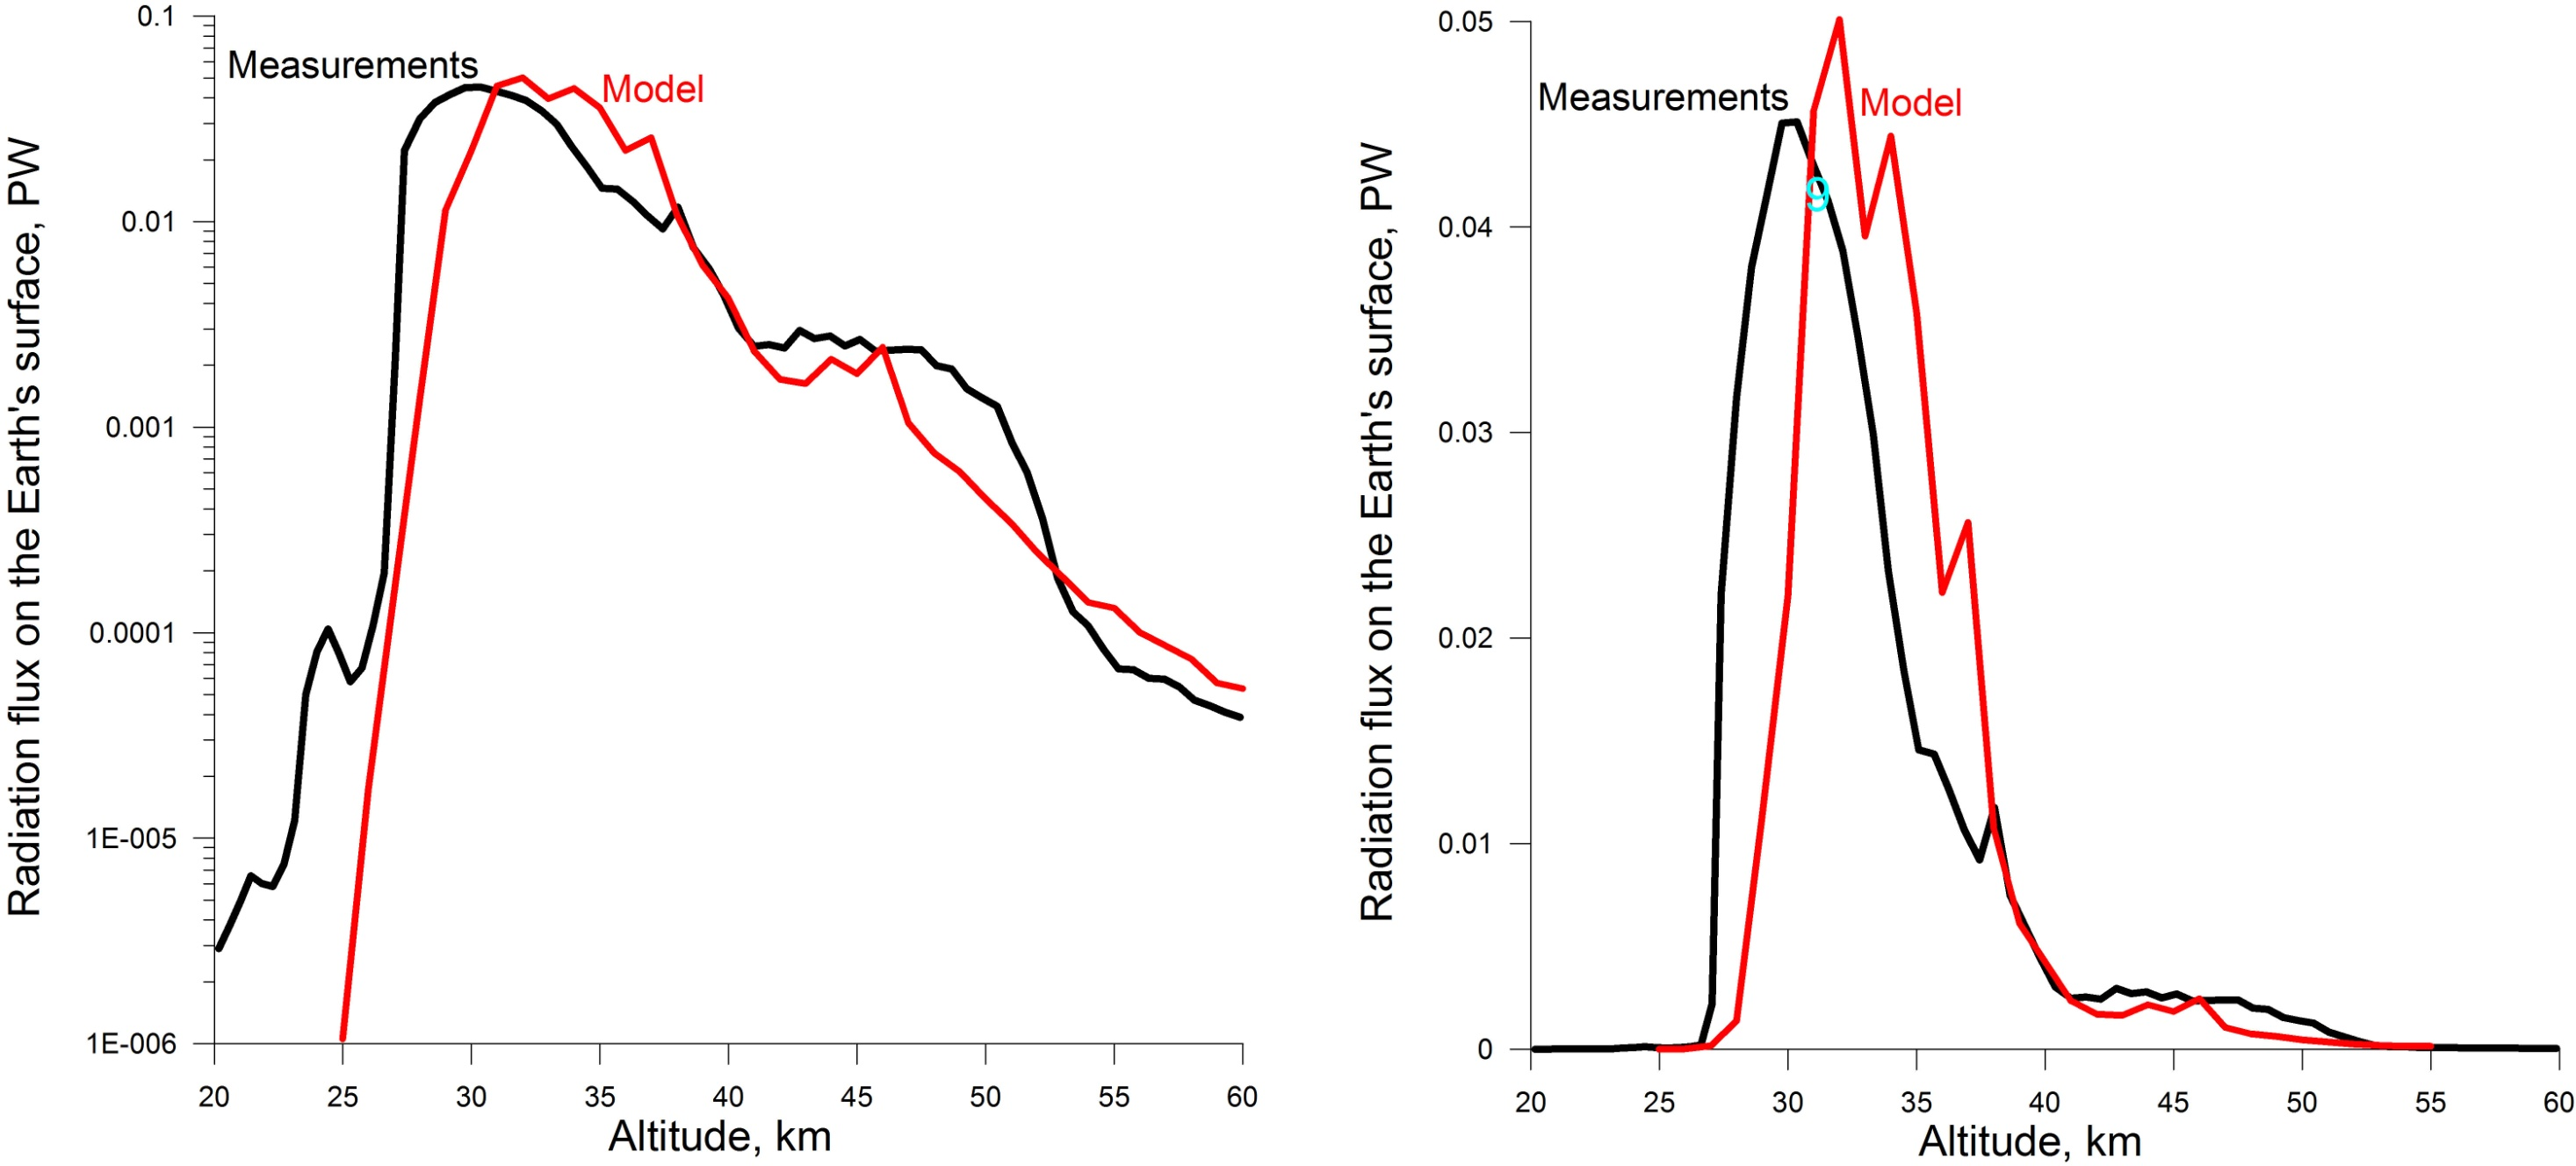 Radiation flux on the Earth's surface, PW
0.1
0.01
0.001
0.0001
1E-005
1E-006
Measurements
Model
20 25 30 35 40 45 50 55 60
Altitude, km
Radiation flux on the Earth's surface, PW
0.05
0.04
0.03
0.02
0.01
0
Measurements
Model
9
20 25 30 35 40 45 50 55 60
Altitude, km